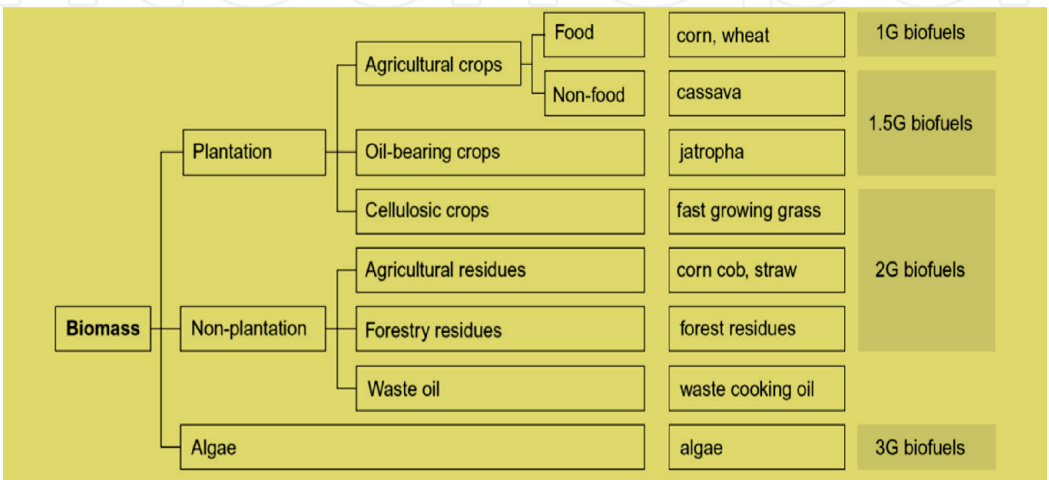 Food
corn, wheat
1G biofuels
Agricultural crops
Non-food
cassava
1.5G biofuels
Plantation
Oil-bearing crops
jatropha
Cellulosic crops
fast growing grass
Agricultural residues
corn cob, straw
2G biofuels
Biomass
Non-plantation
Forestry residues
forest residues
Waste oil
waste cooking oil
Algae
algae
3G biofuels